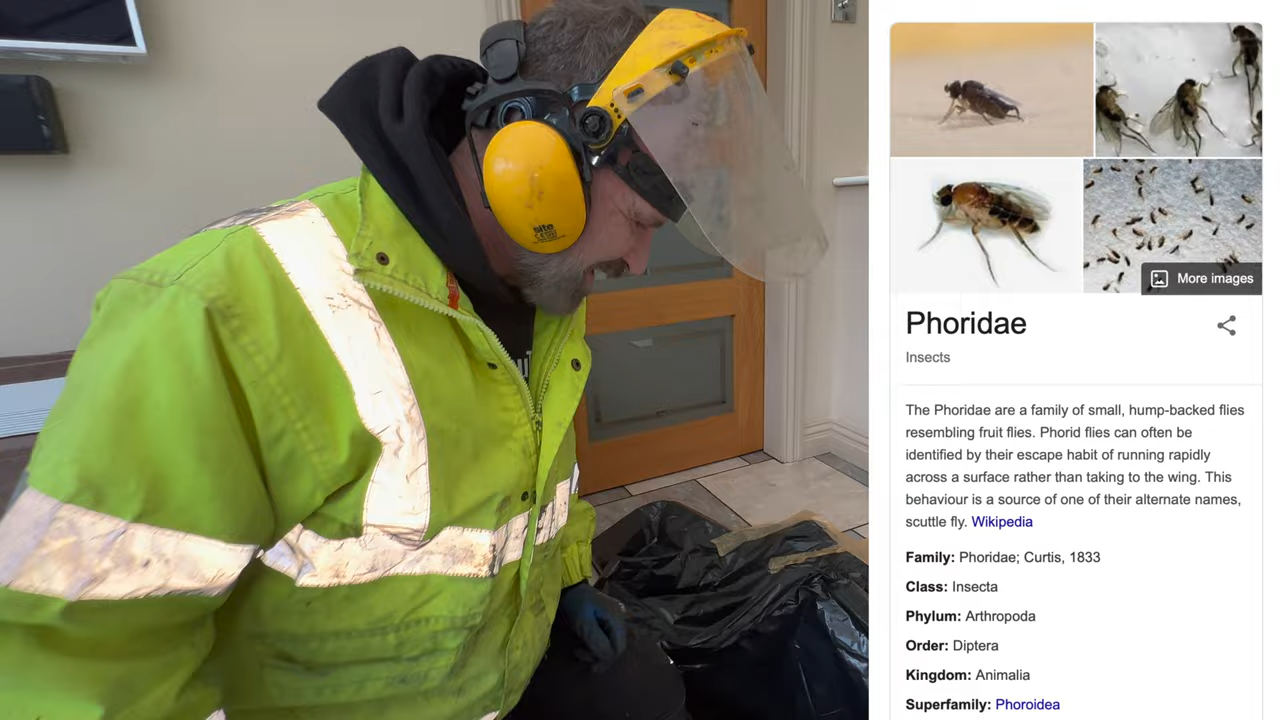 site
More images
Phoridae
Insects
The Phoridae are a family of small, hump-backed flies
resembling fruit flies. Phorid flies can often be
identified by their escape habit of running rapidly
across a surface rather than taking to the wing. This
behaviour is a source of one of their alternate names,
scuttle fly. Wikipedia
Family: Phoridae; Curtis, 1833
Class: Insecta
Phylum: Arthropoda
Order: Diptera
Kingdom: Animalia
Superfamily: Phoroidea